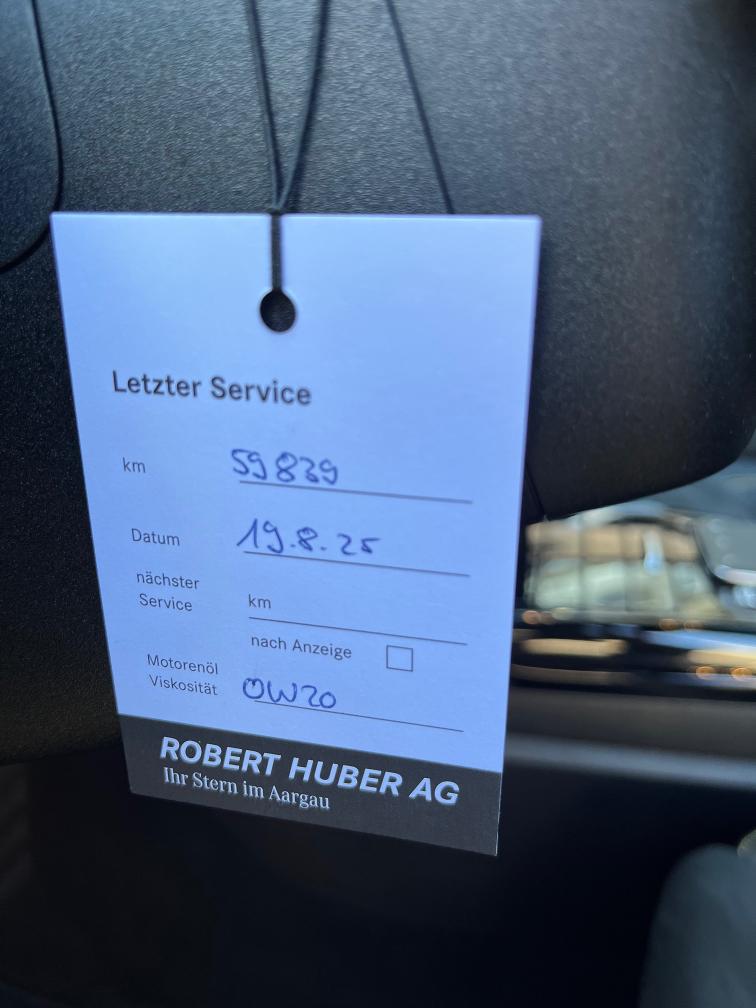 Letzter Service
km 59839
Datum 19.8.25
nächster
Service km
nach Anzeige
Motorenöl
Viskosität 0W20
ROBERT HUBER AG
Ihr Stern im Aargau